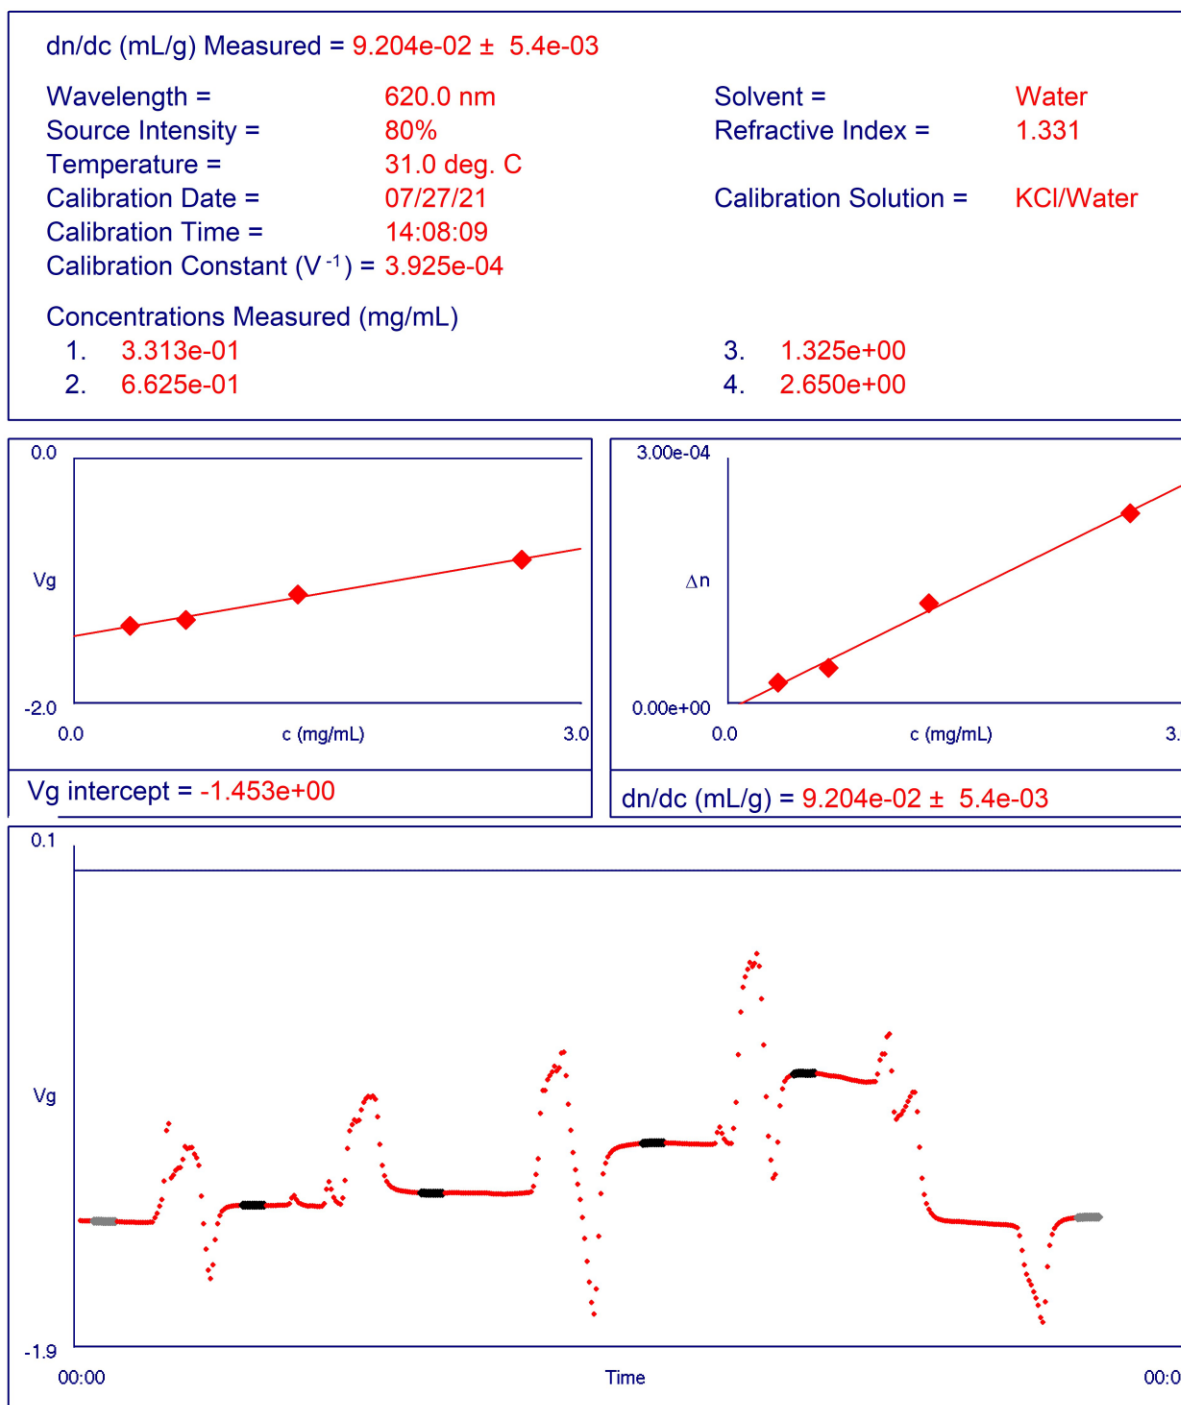 dn/dc (mL/g) Measured = 9.204e-02 ± 5.4e-03
Wavelength = 620.0 nm Solvent = Water
Source Intensity = 80% Refractive Index = 1.331
Temperature = 31.0 deg. C
Calibration Date = 07/27/21 Calibration Solution = KCl/Water
Calibration Time = 14:08:09
Calibration Constant (V⁻¹) = 3.925e-04
Concentrations Measured (mg/mL)
1. 3.313e-01 3. 1.325e+00
2. 6.625e-01 4. 2.650e+00
0.0
Vg
-2.0
0.0 c (mg/mL) 3.0
Vg intercept = -1.453e+00
3.00e-04
Δn
0.00e+00
0.0 c (mg/mL) 3.
dn/dc (mL/g) = 9.204e-02 ± 5.4e-03
0.1
Vg
-1.9
00:00 Time 00:0